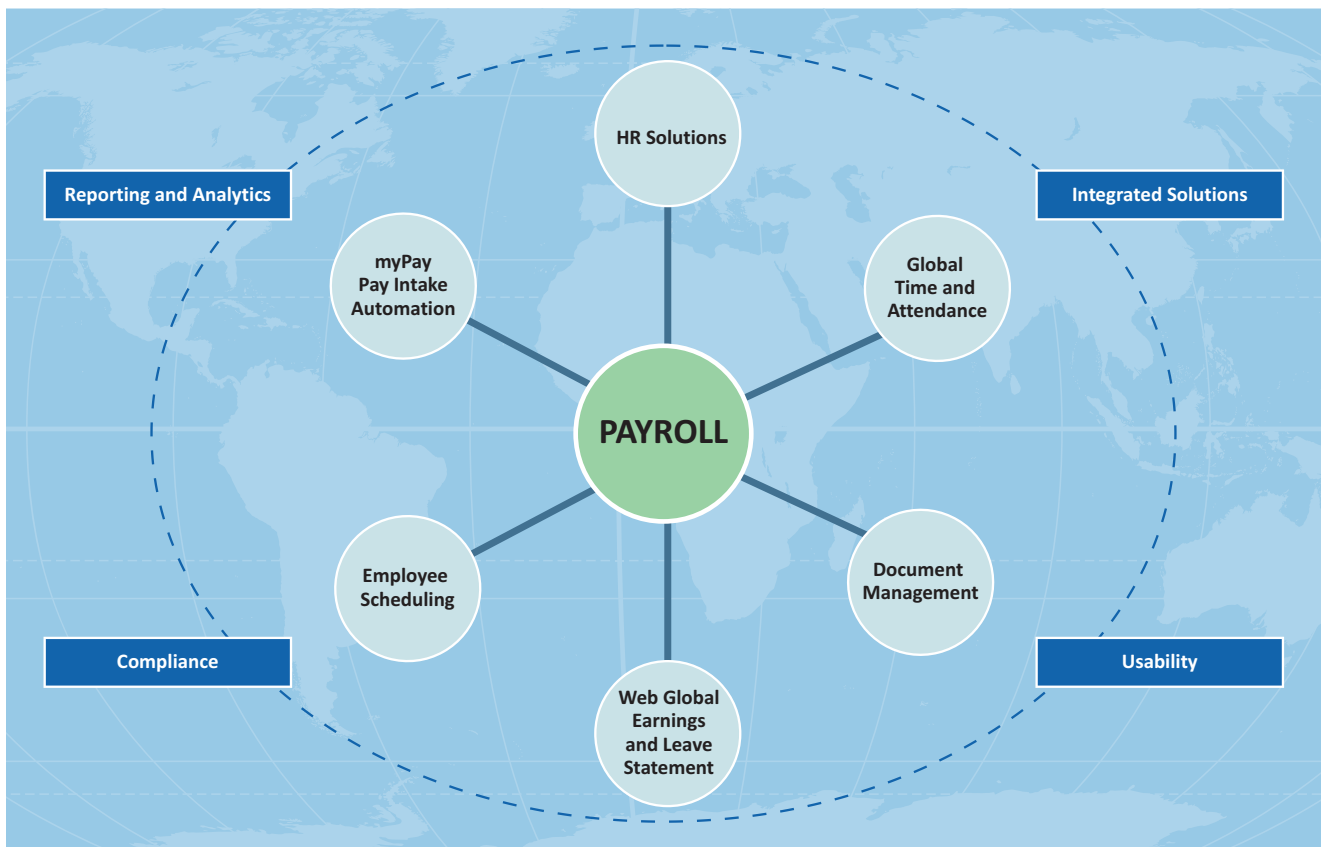 HR Solutions
Reporting and Analytics
Integrated Solutions
myPay
Pay Intake
Automation
Global
Time and
Attendance
PAYROLL
Employee
Scheduling
Document
Management
Compliance
Usability
Web Global
Earnings
and Leave
Statement